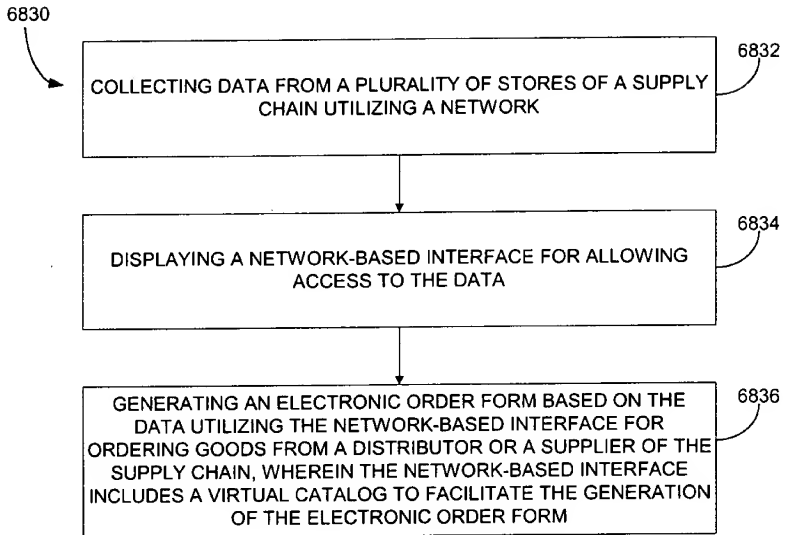 6830
6832
COLLECTING DATA FROM A PLURALITY OF STORES OF A SUPPLY
CHAIN UTILIZING A NETWORK
6834
DISPLAYING A NETWORK-BASED INTERFACE FOR ALLOWING
ACCESS TO THE DATA
6836
GENERATING AN ELECTRONIC ORDER FORM BASED ON THE
DATA UTILIZING THE NETWORK-BASED INTERFACE FOR
ORDERING GOODS FROM A DISTRIBUTOR OR A SUPPLIER OF THE
SUPPLY CHAIN, WHEREIN THE NETWORK-BASED INTERFACE
INCLUDES A VIRTUAL CATALOG TO FACILITATE THE GENERATION
OF THE ELECTRONIC ORDER FORM